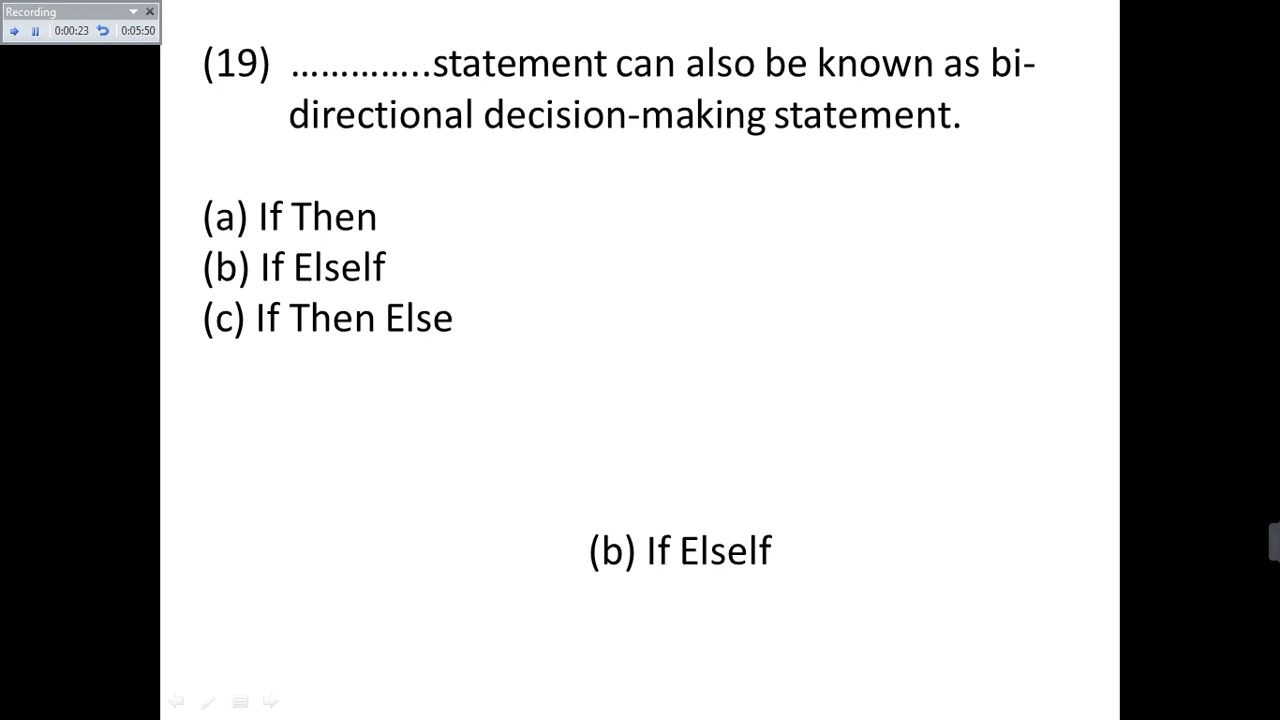 Recording
0:00:23 0:05:50
(19) …………..statement can also be known as bi-
directional decision-making statement.
(a) If Then
(b) If Elself
(c) If Then Else
(b) If Elself